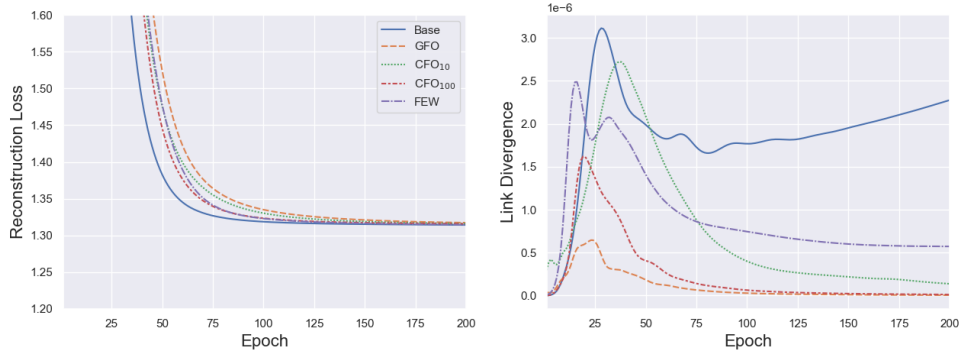 1.60
1.55
1.50
1.45
1.40
1.35
1.30
1.25
1.20
Reconstruction Loss
25 50 75 100 125 150 175 200
Epoch
Base
GFO
CFO₁₀
CFO₁₀₀
FEW
1e−6
3.0
2.5
2.0
1.5
1.0
0.5
0.0
Link Divergence
25 50 75 100 125 150 175 200
Epoch